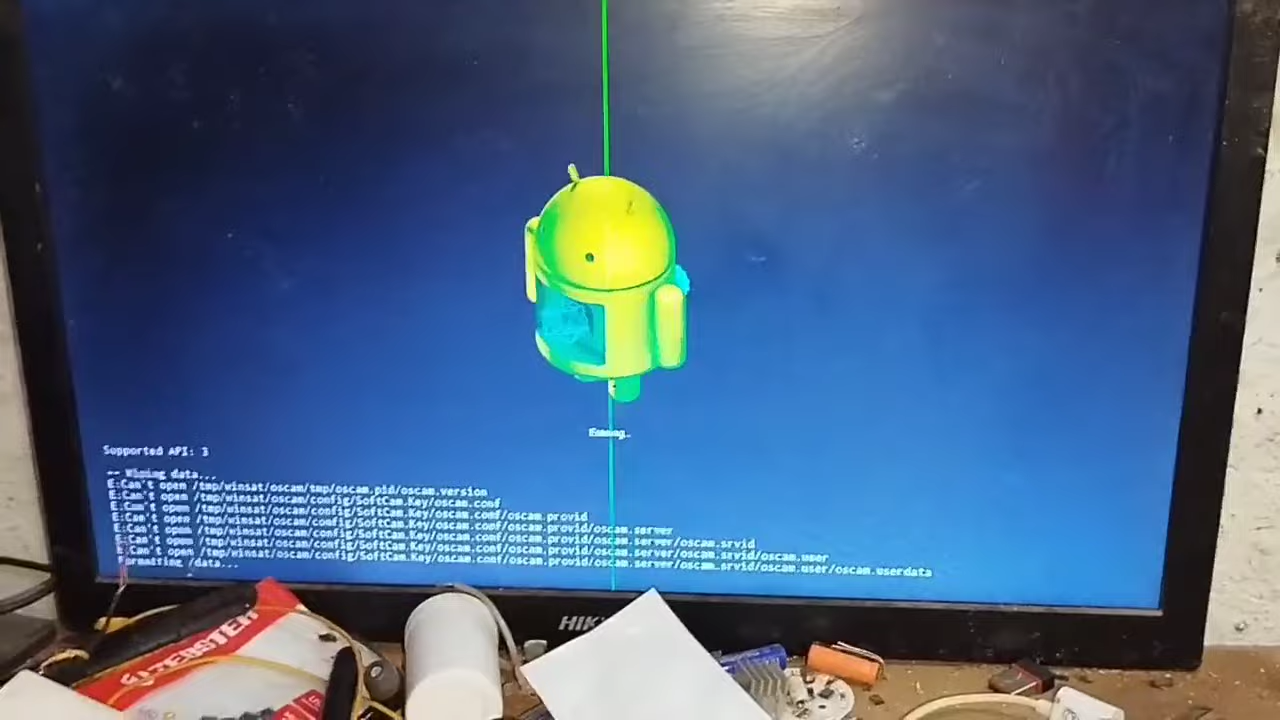 Erasing..
Supported API: 3
-- Wiping data...
E:Can't open /tmp/winsat/oscam/tmp/oscam.pid/oscam.version
E:Can't open /tmp/winsat/oscam/config/SoftCam.Key/oscam.conf
E:Can't open /tmp/winsat/oscam/config/SoftCam.Key/oscam.conf/oscam.provid
E:Can't open /tmp/winsat/oscam/config/SoftCam.Key/oscam.conf/oscam.provid/oscam.server
E:Can't open /tmp/winsat/oscam/config/SoftCam.Key/oscam.conf/oscam.provid/oscam.server/oscam.srvid
E:Can't open /tmp/winsat/oscam/config/SoftCam.Key/oscam.conf/oscam.provid/oscam.server/oscam.srvid/oscam.user
E:Can't open /tmp/winsat/oscam/config/SoftCam.Key/oscam.conf/oscam.provid/oscam.server/oscam_srvid/oscam.user/oscam.userdata
Formatting /data...
HIK